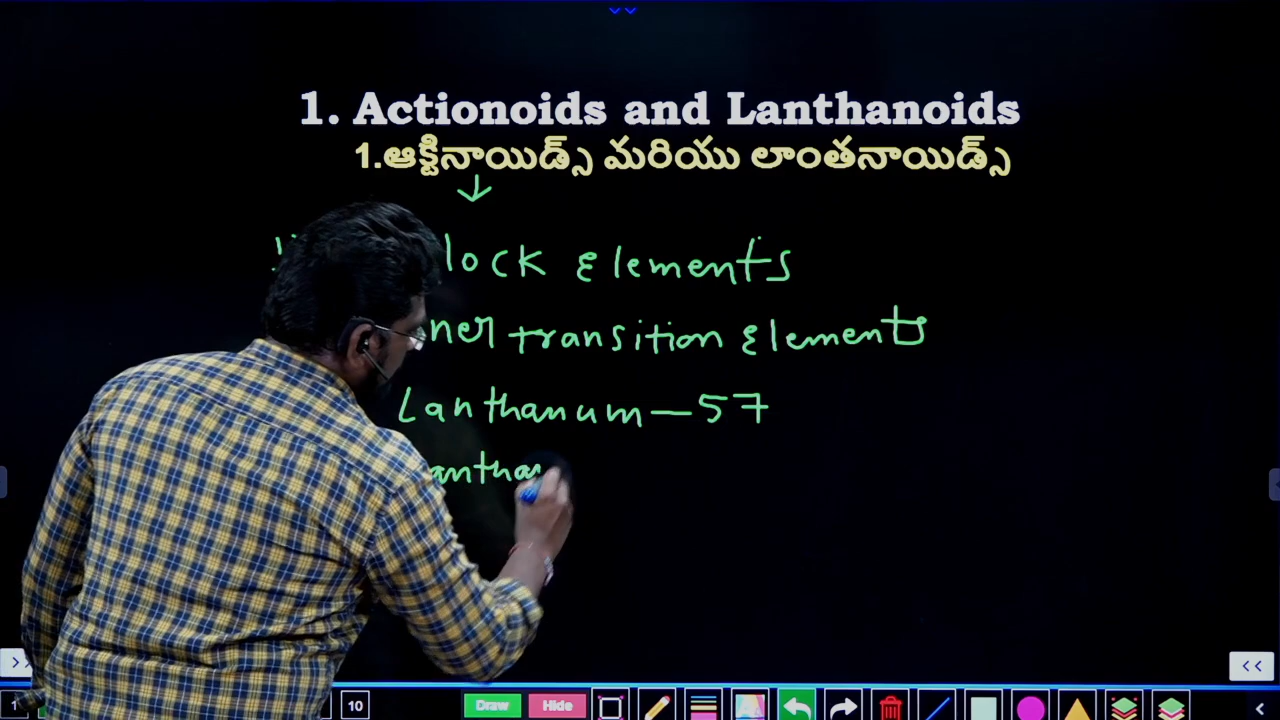 1. Actionoids and Lanthanoids
1.ఆక్టినాయిడ్స్ మరియు లాంతనాయిడ్స్
lock Elements
ner transition Elements
Lanthanum — 57
antha
10
Draw
Hide